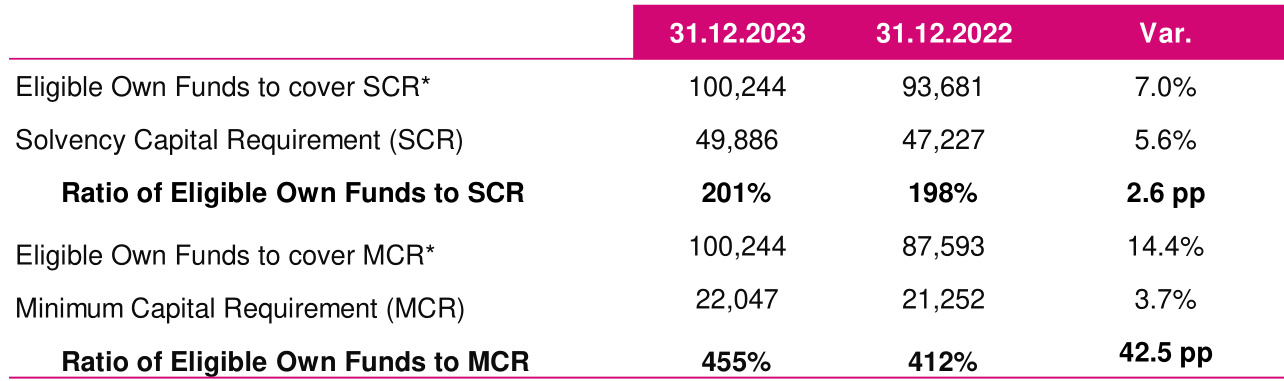 31.12.2023 31.12.2022 Var.
Eligible Own Funds to cover SCR* 100,244 93,681 7.0%
Solvency Capital Requirement (SCR) 49,886 47,227 5.6%
Ratio of Eligible Own Funds to SCR 201% 198% 2.6 pp
Eligible Own Funds to cover MCR* 100,244 87,593 14.4%
Minimum Capital Requirement (MCR) 22,047 21,252 3.7%
Ratio of Eligible Own Funds to MCR 455% 412% 42.5 pp